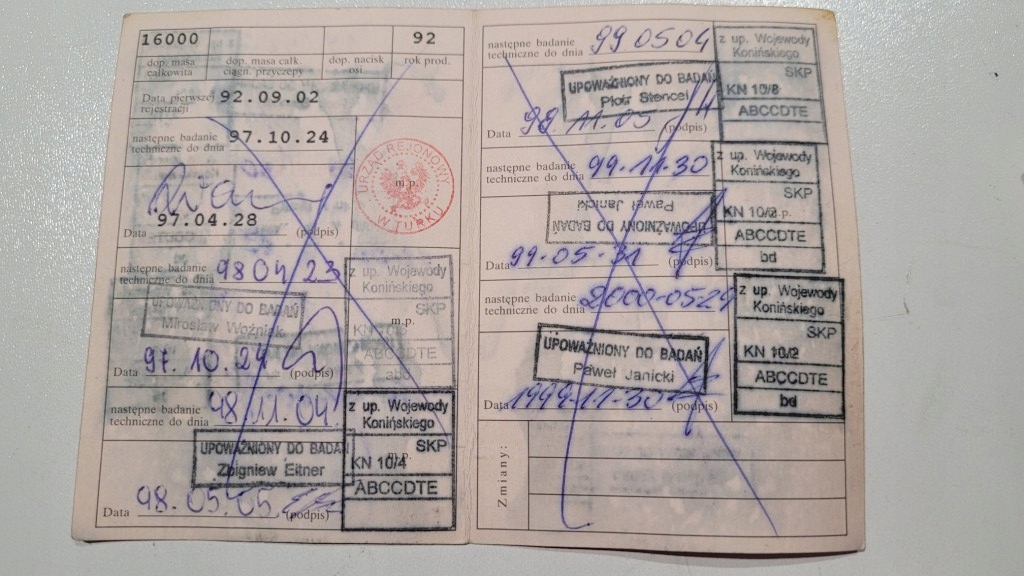 16000
92
dop. masa całkowita
dop. masa całk. ciągn. przyczepy
dop. nacisk osi
rok prod.
Data pierwszej rejestracji 92.09.02
następne badanie techniczne do dnia 97.10.24
URZĄD REJONOWY W TURKU
m.p.
97.04.28
Data (podpis)
następne badanie techniczne do dnia 98 04 23
z up. Wojewody
Konińskiego
SKP
UPOWAŻNIONY DO BADAŃ
Mirosław Woźniak
m.p.
ABCCDTE
Data 97.10.24 (podpis)
następne badanie techniczne do dnia 98.11.04
z up. Wojewody
Konińskiego
SKP
UPOWAŻNIONY DO BADAŃ
Zbigniew Eitner
KN 10/4
m.p.
ABCCDTE
Data 98.05.05. (podpis)
następne badanie techniczne do dnia 99 05 04
z up. Wojewody
Konińskiego
SKP
UPOWAŻNIONY DO BADAŃ
Piotr Stencel
KN 10/8
ABCCDTE
Data 98.11.05 (podpis)
następne badanie techniczne do dnia 99.11.30
z up. Wojewody
Konińskiego
SKP
UPOWAŻNIONY DO BADAŃ
Paweł Janicki
KN 10/2
m.p.
ABCCDTE
bd
Data 99.05.31 (podpis)
następne badanie techniczne do dnia 2000-05-29
z up. Wojewody
Konińskiego
SKP
UPOWAŻNIONY DO BADAŃ
Paweł Janicki
KN 10/2
ABCCDTE
bd
Data 1999-11-30 (podpis)
Zmiany: